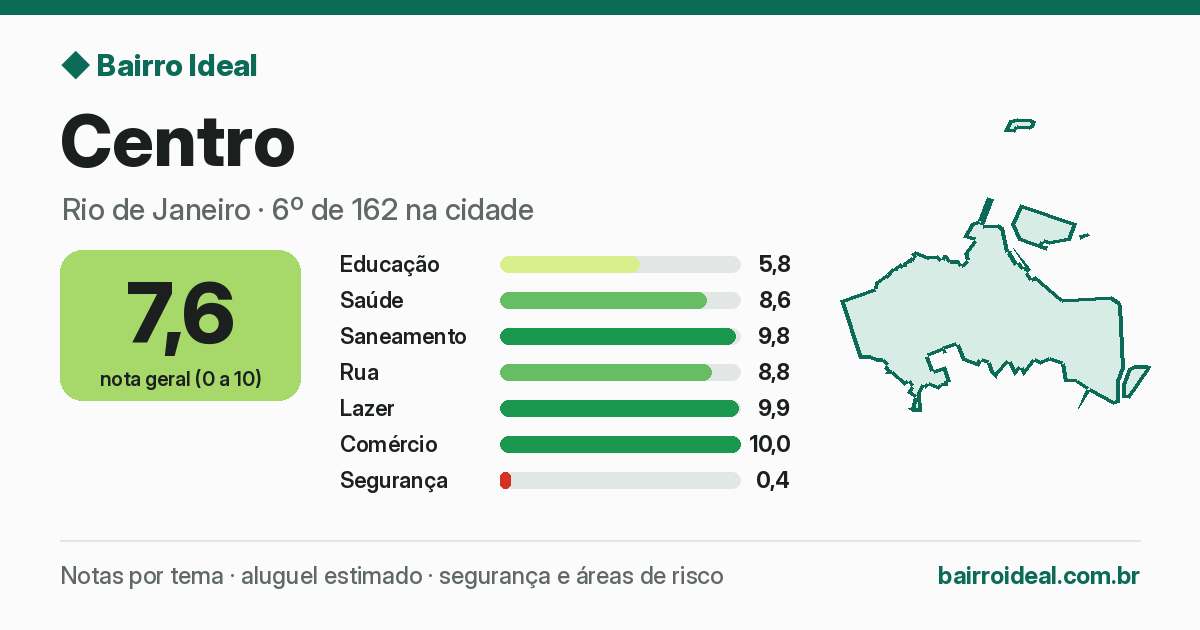 Bairro Ideal
Centro
Rio de Janeiro · 6º de 162 na cidade
7,6
nota geral (0 a 10)
Educação 5,8
Saúde 8,6
Saneamento 9,8
Rua 8,8
Lazer 9,9
Comércio 10,0
Segurança 0,4
Notas por tema · aluguel estimado · segurança e áreas de risco
bairroideal.com.br